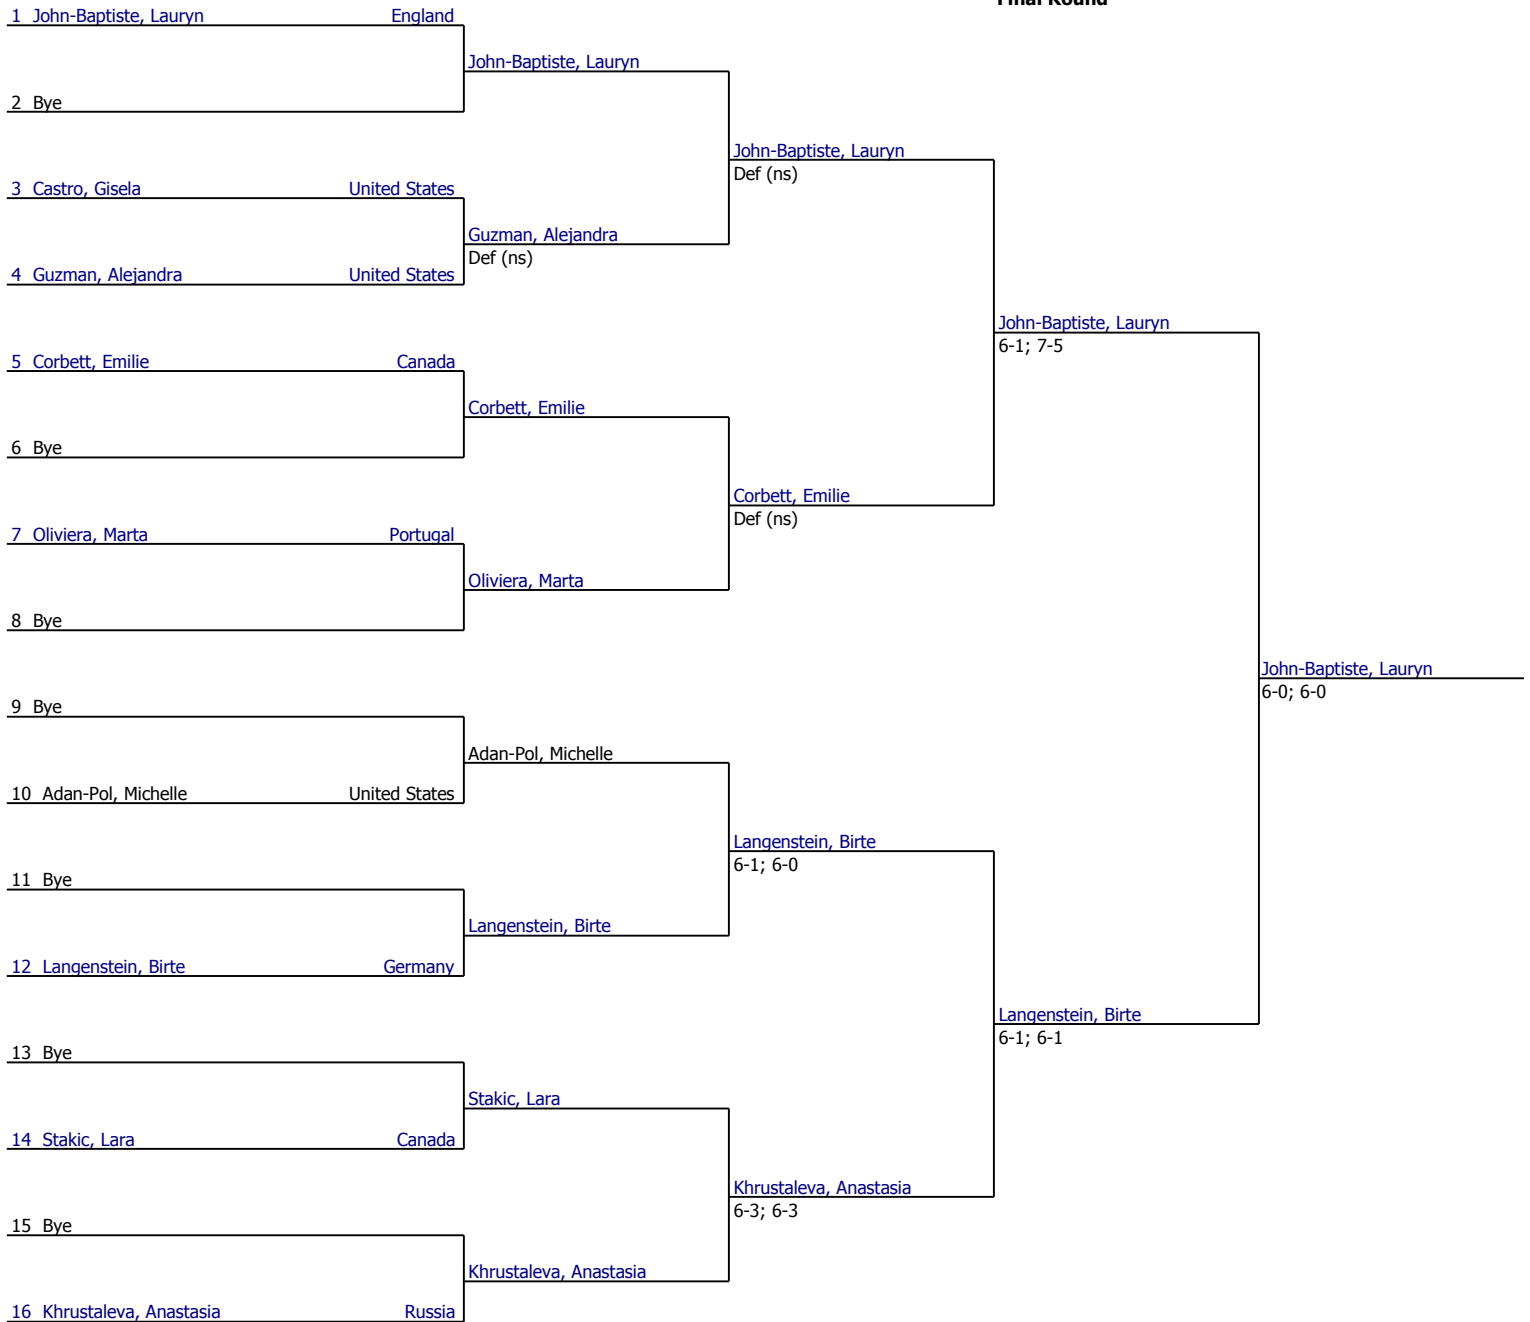 Final Round
1 John-Baptiste, Lauryn England
John-Baptiste, Lauryn
2 Bye
John-Baptiste, Lauryn
Def (ns)
3 Castro, Gisela United States
Guzman, Alejandra
Def (ns)
4 Guzman, Alejandra United States
John-Baptiste, Lauryn
6-1; 7-5
5 Corbett, Emilie Canada
Corbett, Emilie
6 Bye
Corbett, Emilie
Def (ns)
7 Oliviera, Marta Portugal
Oliviera, Marta
8 Bye
John-Baptiste, Lauryn
6-0; 6-0
9 Bye
Adan-Pol, Michelle
10 Adan-Pol, Michelle United States
Langenstein, Birte
6-1; 6-0
11 Bye
Langenstein, Birte
12 Langenstein, Birte Germany
Langenstein, Birte
6-1; 6-1
13 Bye
Stakic, Lara
14 Stakic, Lara Canada
Khrustaleva, Anastasia
6-3; 6-3
15 Bye
Khrustaleva, Anastasia
16 Khrustaleva, Anastasia Russia